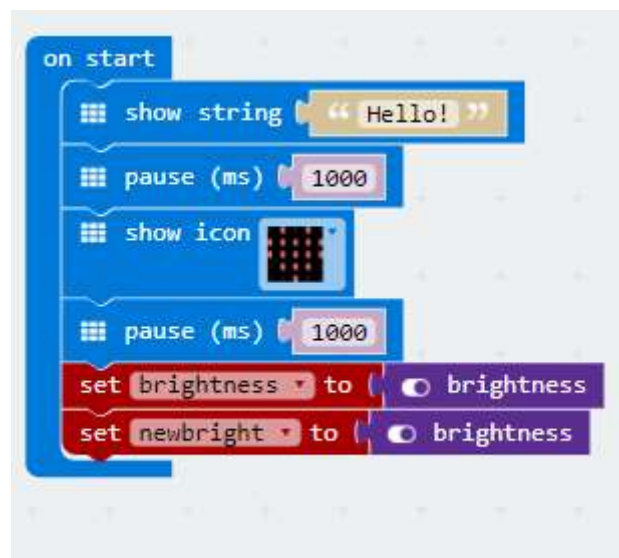 on start
show string “ Hello! ”
pause (ms) 1000
show icon
pause (ms) 1000
set brightness to brightness
set newbright to brightness